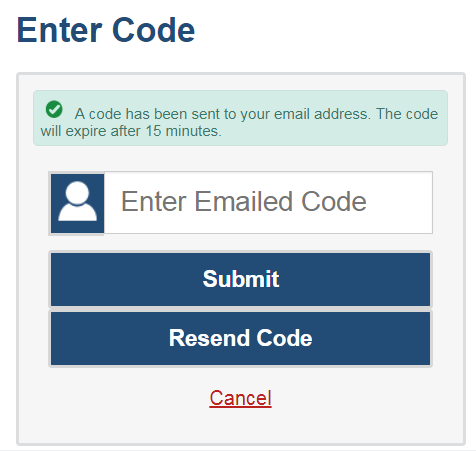 Enter Code
A code has been sent to your email address. The code
will expire after 15 minutes.
Enter Emailed Code
Submit
Resend Code
Cancel